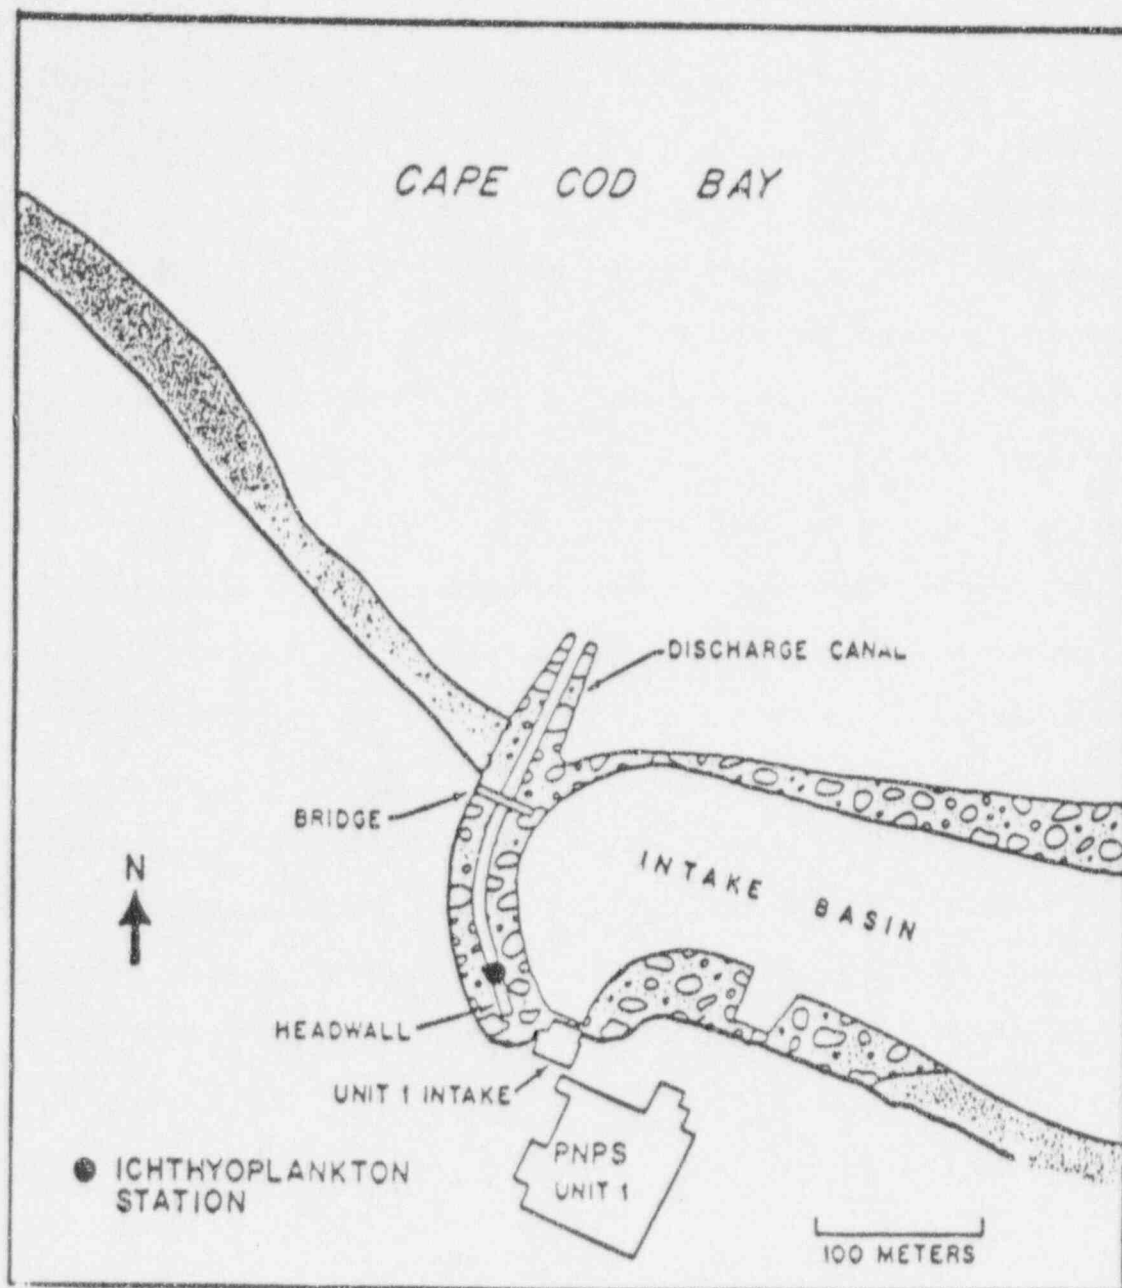 CAPE COD BAY
DISCHARGE CANAL
BRIDGE
INTAKE BASIN
N
HEADWALL
UNIT 1 INTAKE
PNPS
UNIT 1
ICHTHYOPLANKTON
STATION
100 METERS